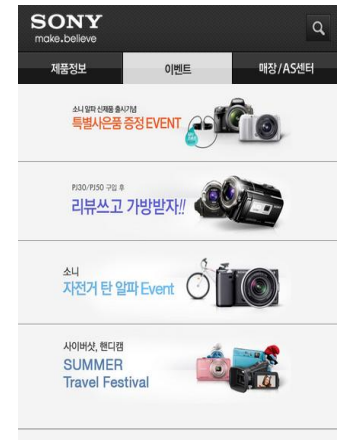 SONY
make.believe
제품정보
이벤트
매장/AS센터
소니 알파 신제품 출시기념
특별사은품 증정 EVENT
PJ30/PJ50 구입 후
리뷰쓰고 가방받자!!
소니
자전거 탄 알파 Event
사이버샷, 핸디캠
SUMMER
Travel Festival